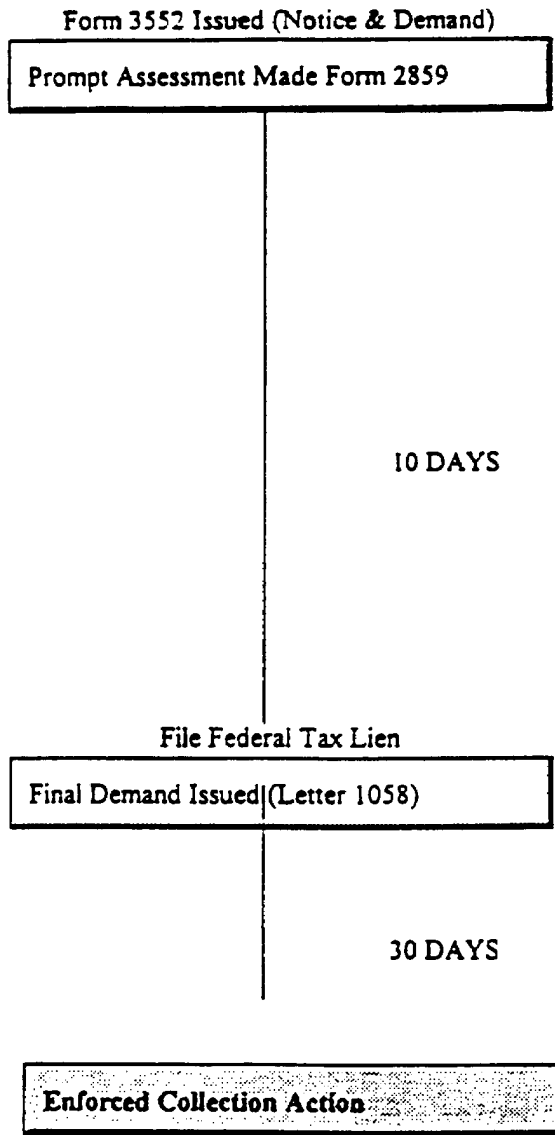 Form 3552 Issued (Notice & Demand)
Prompt Assessment Made Form 2859
10 DAYS
File Federal Tax Lien
Final Demand Issued (Letter 1058)
30 DAYS
Enforced Collection Action